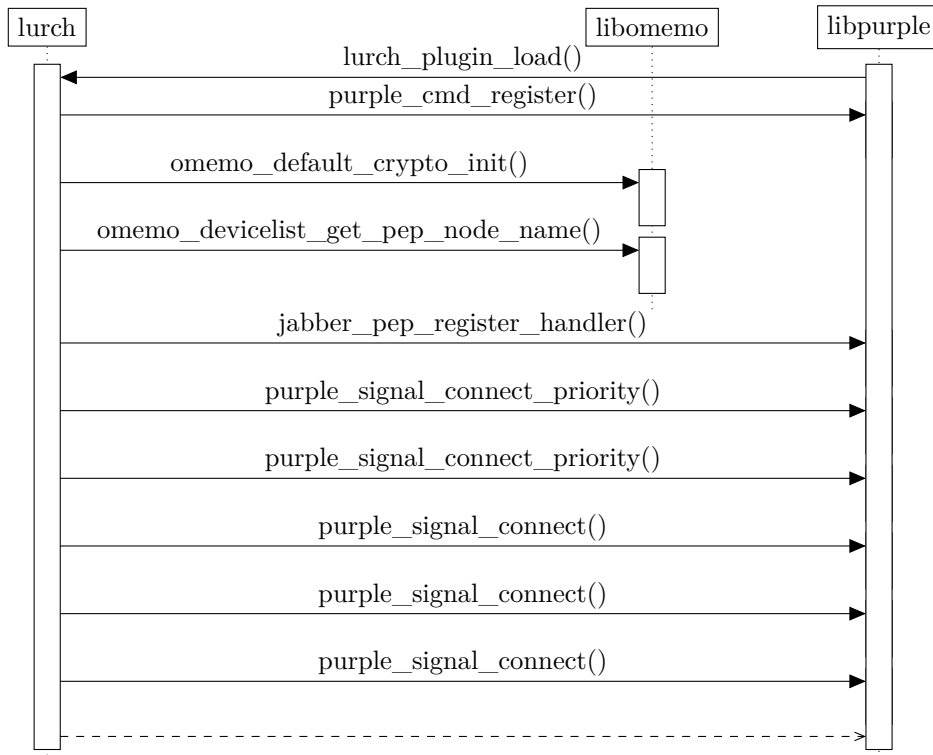 lurch
libomemo
libpurple
lurch_plugin_load()
purple_cmd_register()
omemo_default_crypto_init()
omemo_devicelist_get_pep_node_name()
jabber_pep_register_handler()
purple_signal_connect_priority()
purple_signal_connect_priority()
purple_signal_connect()
purple_signal_connect()
purple_signal_connect()